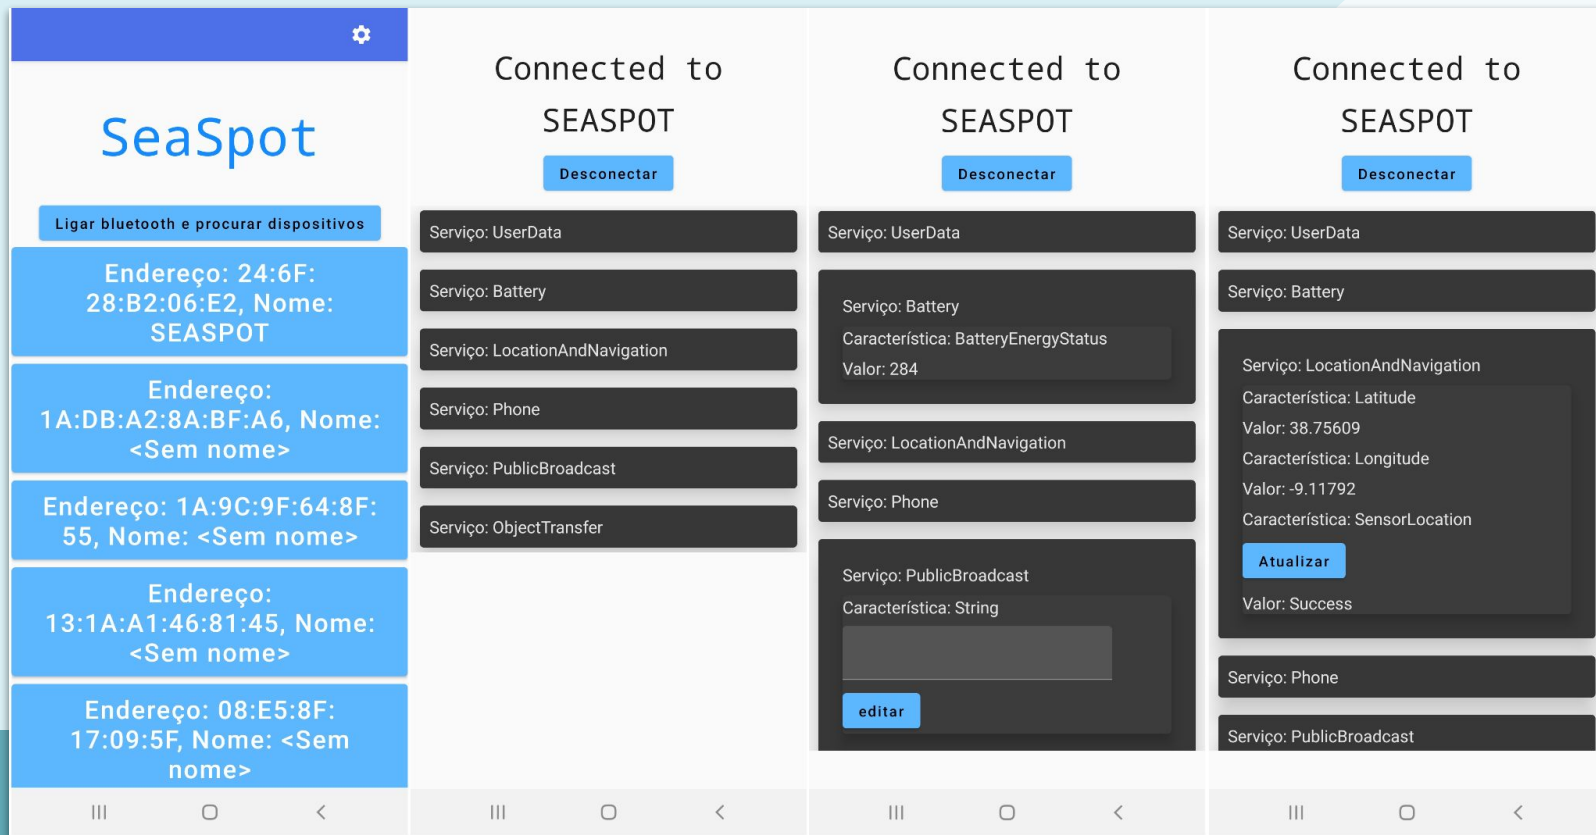 SeaSpot
Ligar bluetooth e procurar dispositivos
Endereço: 24:6F:
28:B2:06:E2, Nome:
SEASPOT
Endereço:
1A:DB:A2:8A:BF:A6, Nome:
<Sem nome>
Endereço: 1A:9C:9F:64:8F:
55, Nome: <Sem nome>
Endereço:
13:1A:A1:46:81:45, Nome:
<Sem nome>
Endereço: 08:E5:8F:
17:09:5F, Nome: <Sem
nome>
Connected to
SEASPOT
Desconectar
Serviço: UserData
Serviço: Battery
Serviço: LocationAndNavigation
Serviço: Phone
Serviço: PublicBroadcast
Serviço: ObjectTransfer
Connected to
SEASPOT
Desconectar
Serviço: UserData
Serviço: Battery
Característica: BatteryEnergyStatus
Valor: 284
Serviço: LocationAndNavigation
Serviço: Phone
Serviço: PublicBroadcast
Característica: String
editar
Connected to
SEASPOT
Desconectar
Serviço: UserData
Serviço: Battery
Serviço: LocationAndNavigation
Característica: Latitude
Valor: 38.75609
Característica: Longitude
Valor: -9.11792
Característica: SensorLocation
Atualizar
Valor: Success
Serviço: Phone
Serviço: PublicBroadcast